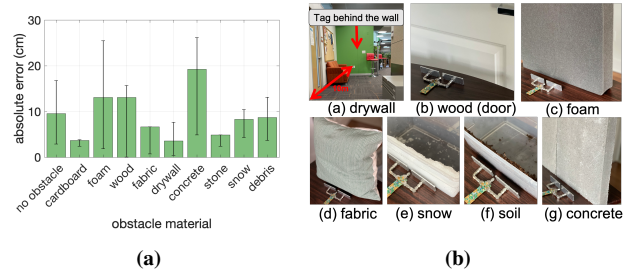 (a)
(b)
absolute error (cm)
30
20
10
0
no obstacle
cardboard
foam
wood
fabric
drywall
concrete
stone
snow
debris
obstacle material
Tag behind the wall
(a) drywall
(b) wood (door)
(c) foam
(d) fabric
(e) snow
(f) soil
(g) concrete
(a)
(b)